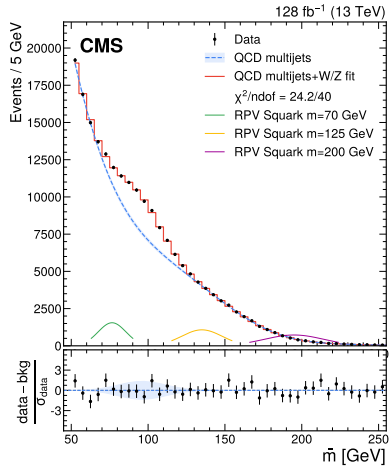 128 fb⁻¹ (13 TeV)
CMS
Data
QCD multijets
QCD multijets+W/Z fit
χ²/ndof = 24.2/40
RPV Squark m=70 GeV
RPV Squark m=125 GeV
RPV Squark m=200 GeV
Events / 5 GeV
20000
17500
15000
12500
10000
7500
5000
2500
0
data − bkg
σdata
3
0
-3
50
100
150
200
250
m̄ [GeV]